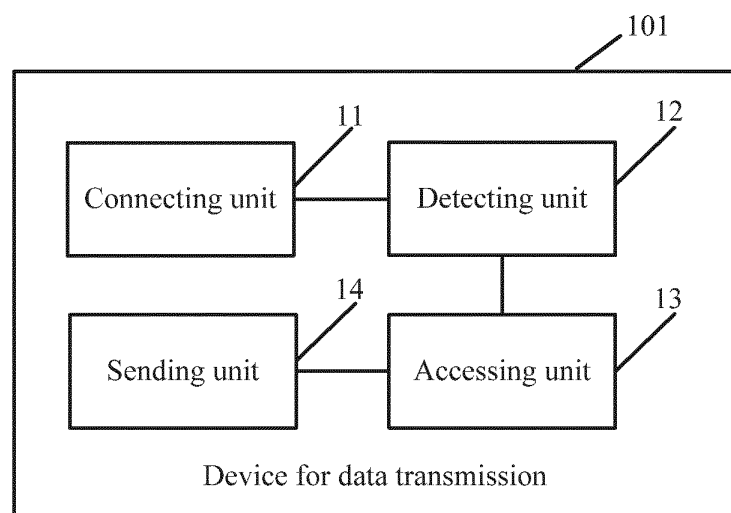 101
11
12
Connecting unit
Detecting unit
14
13
Sending unit
Accessing unit
Device for data transmission